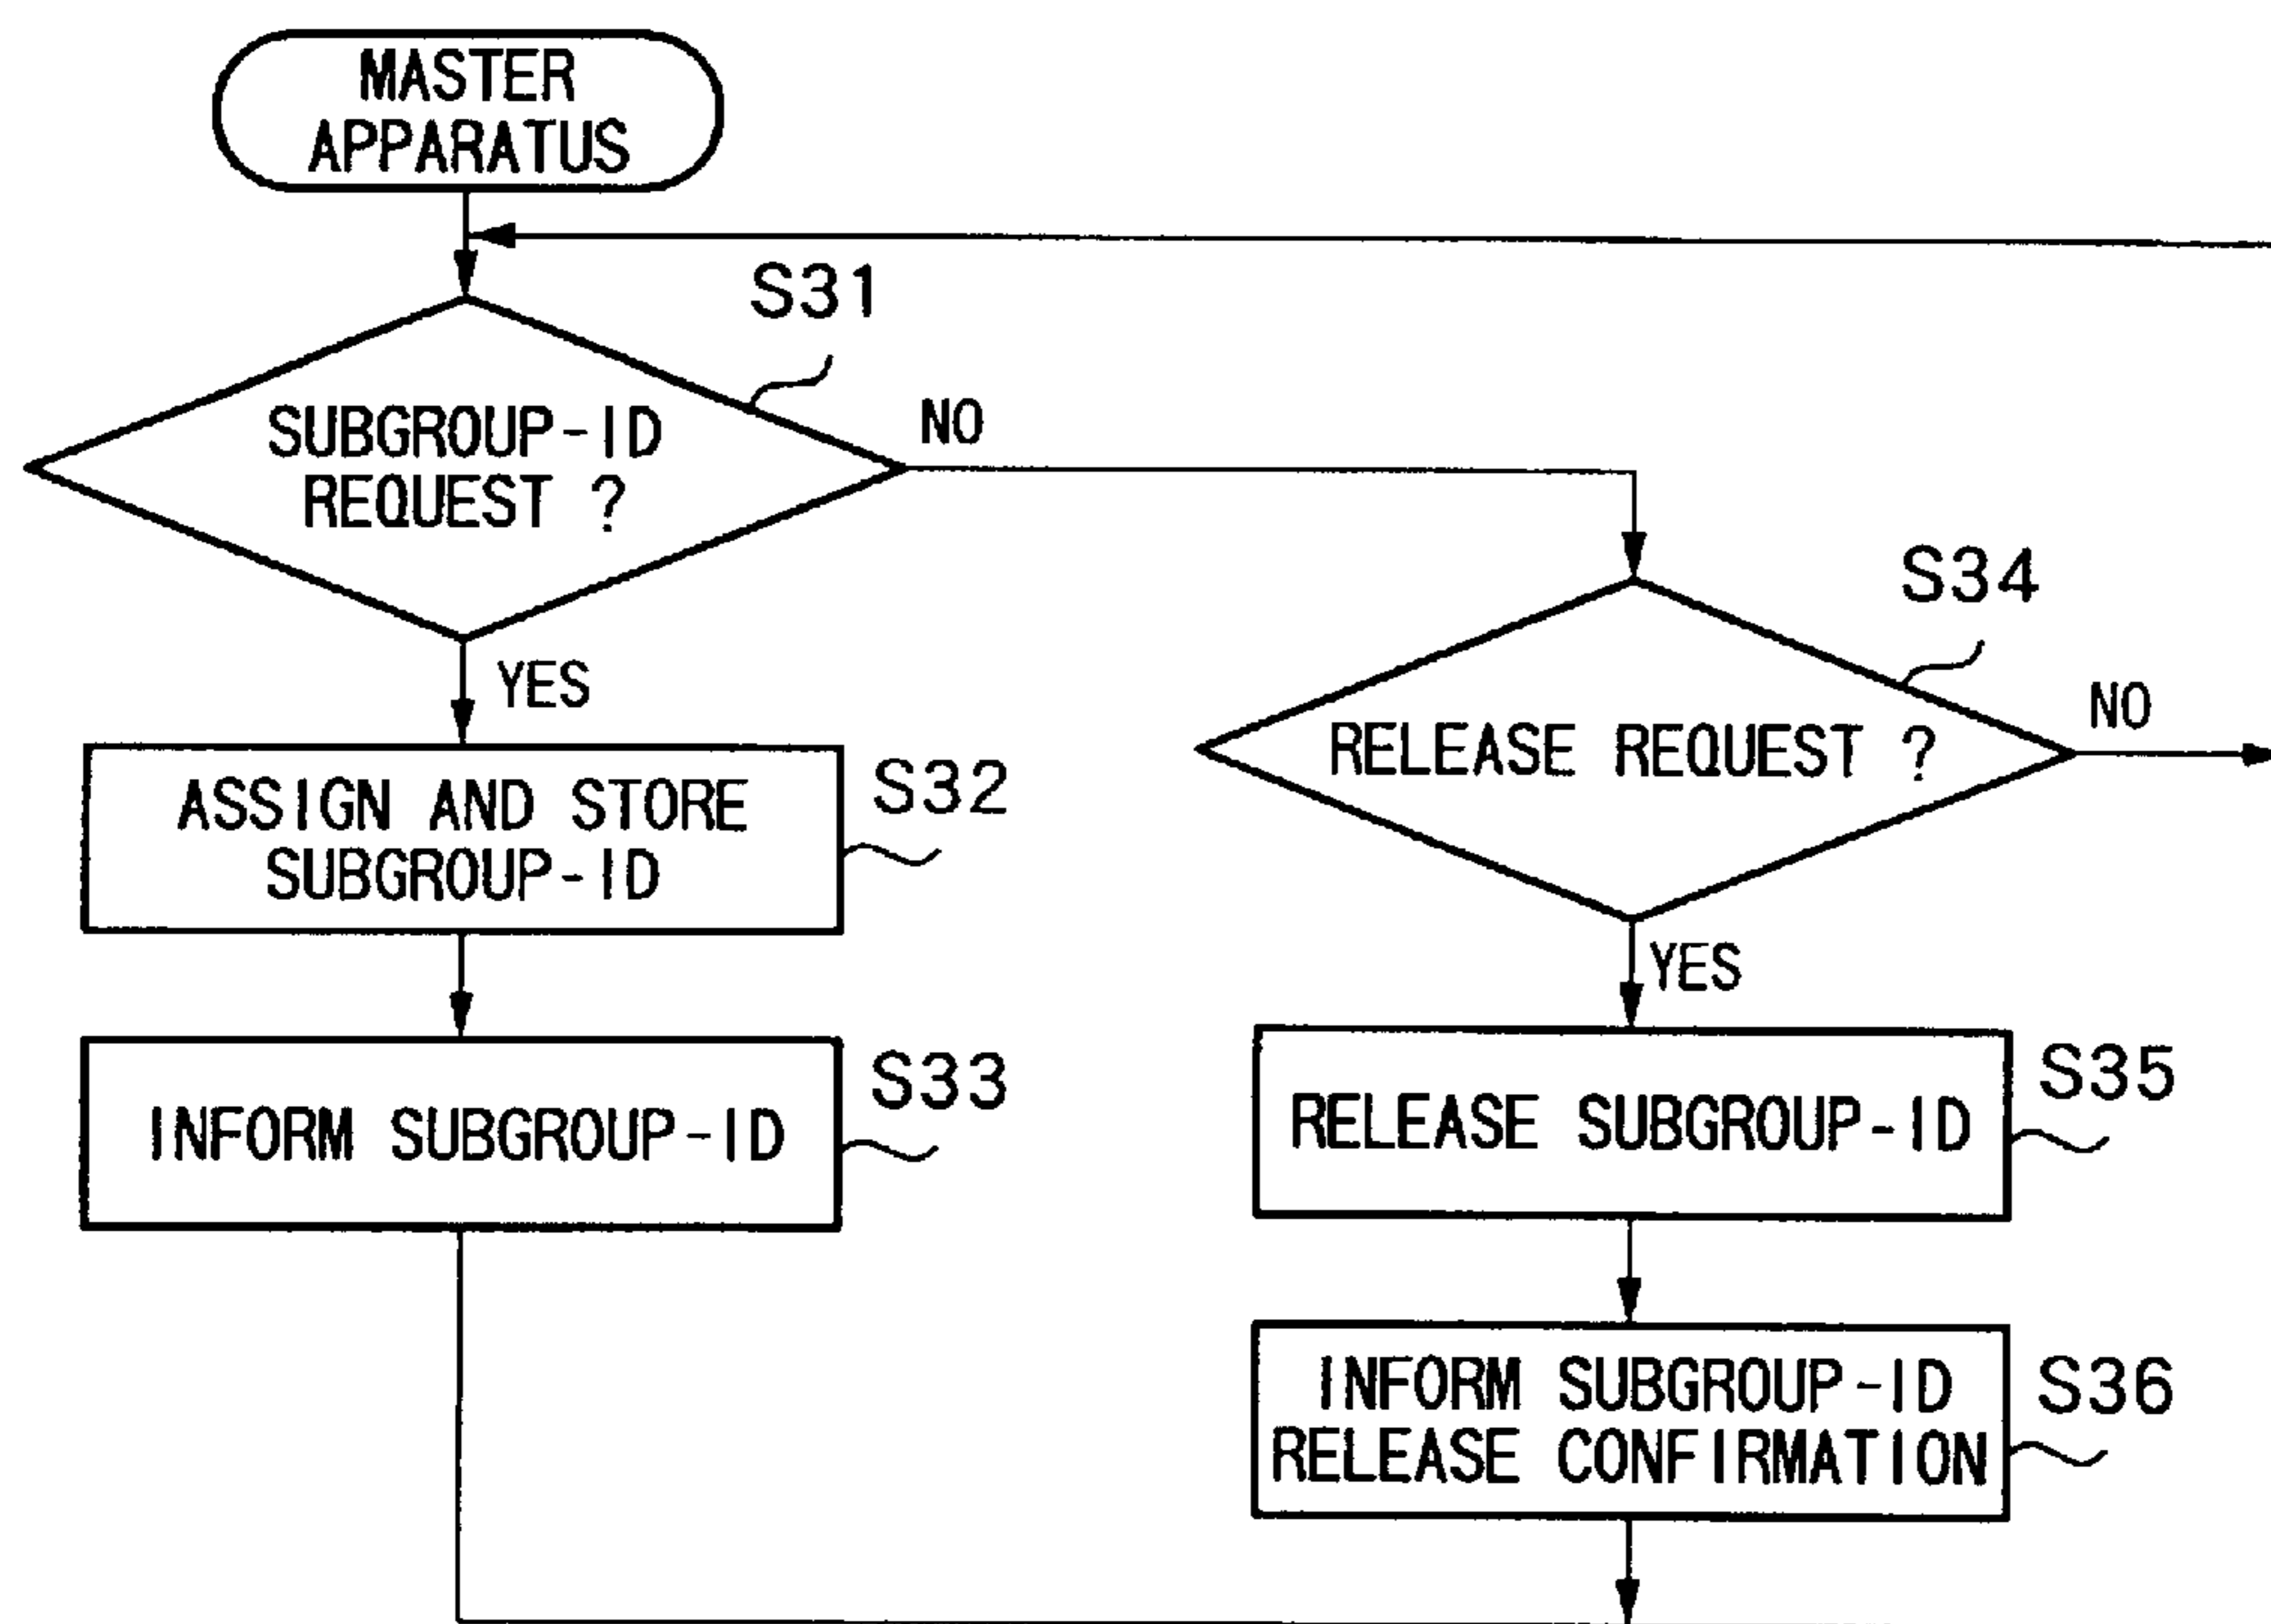 MASTER
APPARATUS
S31
SUBGROUP-ID
REQUEST ?
NO
YES
S32
ASSIGN AND STORE
SUBGROUP-ID
S33
INFORM SUBGROUP-ID
S34
RELEASE REQUEST ?
NO
YES
S35
RELEASE SUBGROUP-ID
S36
INFORM SUBGROUP-ID
RELEASE CONFIRMATION